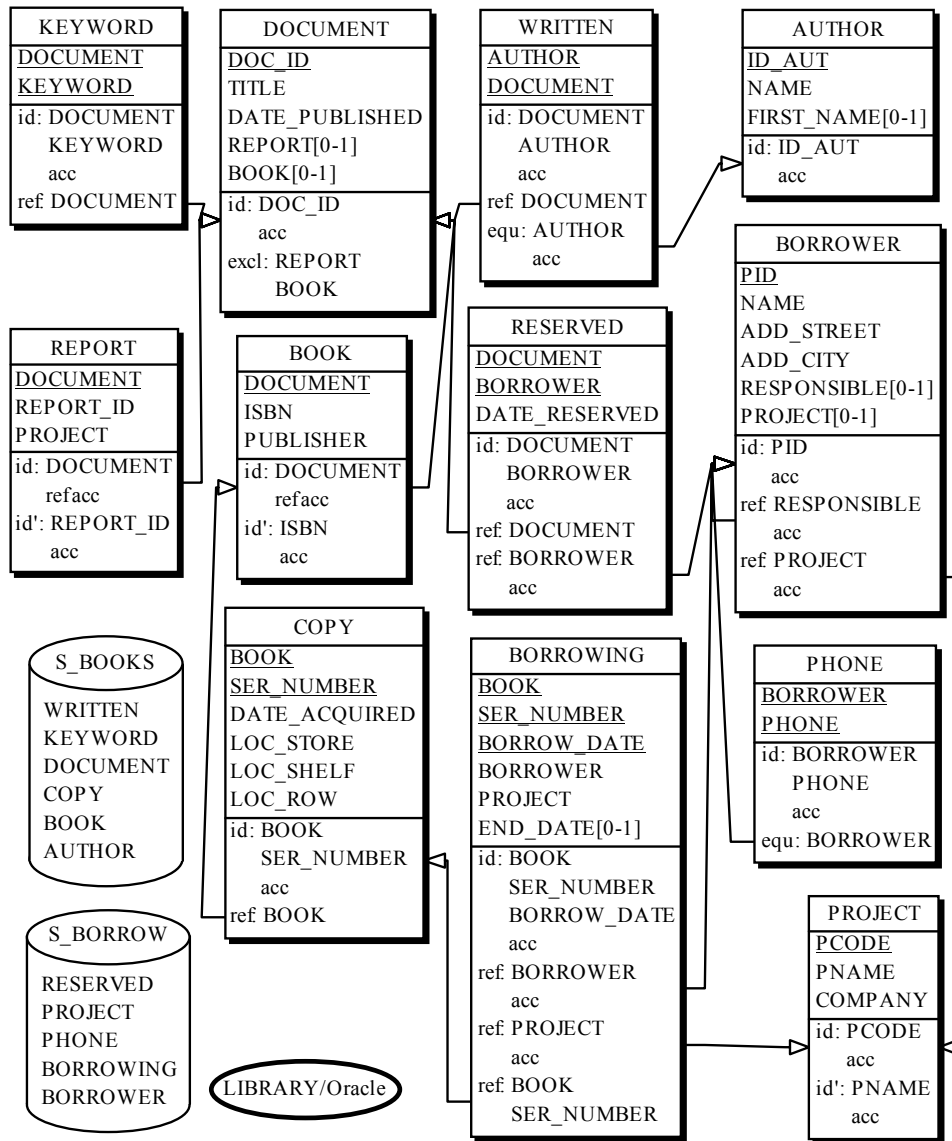 KEYWORD
DOCUMENT
KEYWORD
id: DOCUMENT
KEYWORD
acc
ref: DOCUMENT
DOCUMENT
DOC_ID
TITLE
DATE_PUBLISHED
REPORT[0-1]
BOOK[0-1]
id: DOC_ID
acc
excl: REPORT
BOOK
WRITTEN
AUTHOR
DOCUMENT
id: DOCUMENT
AUTHOR
acc
ref: DOCUMENT
equ: AUTHOR
acc
AUTHOR
ID_AUT
NAME
FIRST_NAME[0-1]
id: ID_AUT
acc
REPORT
DOCUMENT
REPORT_ID
PROJECT
id: DOCUMENT
ref acc
id': REPORT_ID
acc
BOOK
DOCUMENT
ISBN
PUBLISHER
id: DOCUMENT
ref acc
id': ISBN
acc
RESERVED
DOCUMENT
BORROWER
DATE_RESERVED
id: DOCUMENT
BORROWER
acc
ref: DOCUMENT
ref: BORROWER
acc
BORROWER
PID
NAME
ADD_STREET
ADD_CITY
RESPONSIBLE[0-1]
PROJECT[0-1]
id: PID
acc
ref: RESPONSIBLE
acc
ref: PROJECT
acc
S_BOOKS
WRITTEN
KEYWORD
DOCUMENT
COPY
BOOK
AUTHOR
COPY
BOOK
SER_NUMBER
DATE_ACQUIRED
LOC_STORE
LOC_SHELF
LOC_ROW
id: BOOK
SER_NUMBER
acc
ref: BOOK
BORROWING
BOOK
SER_NUMBER
BORROW_DATE
BORROWER
PROJECT
END_DATE[0-1]
id: BOOK
SER_NUMBER
BORROW_DATE
acc
ref: BORROWER
acc
ref: PROJECT
acc
ref: BOOK
SER_NUMBER
PHONE
BORROWER
PHONE
id: BORROWER
PHONE
acc
equ: BORROWER
S_BORROW
RESERVED
PROJECT
PHONE
BORROWING
BORROWER
LIBRARY/Oracle
PROJECT
PCODE
PNAME
COMPANY
id: PCODE
acc
id': PNAME
acc